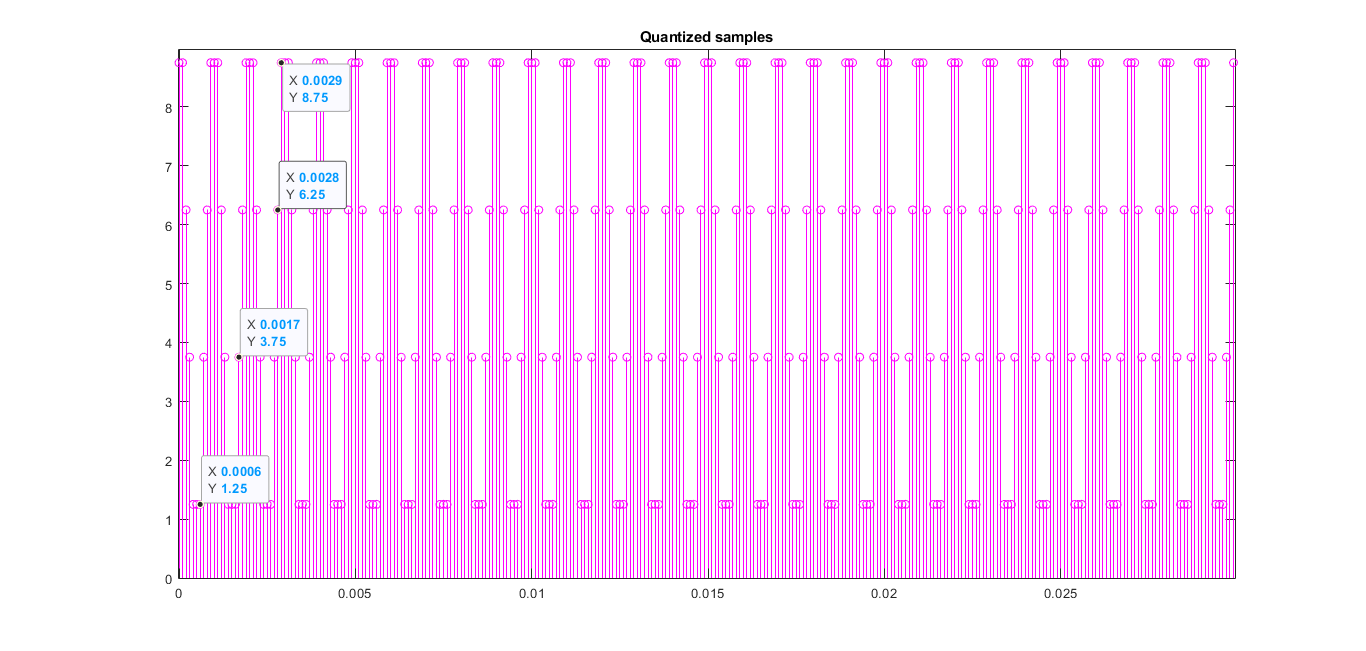 Quantized samples
X 0.0029
Y 8.75
8
7
X 0.0028
Y 6.25
6
5
X 0.0017
Y 3.75
4
3
X 0.0006
Y 1.25
2
1
0
0 0.005 0.01 0.015 0.02 0.025